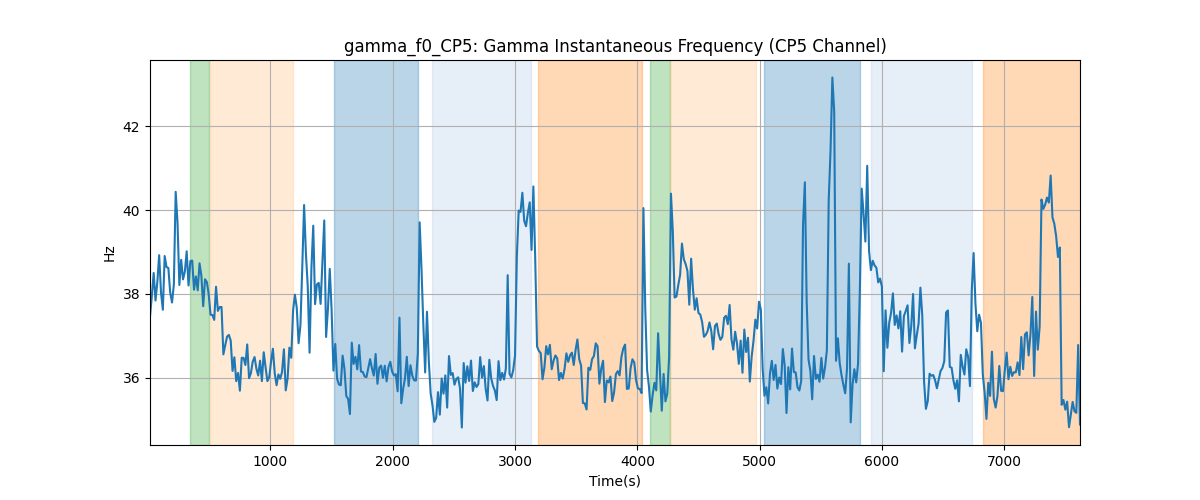 gamma_f0_CP5: Gamma Instantaneous Frequency (CP5 Channel)
42
40
38
36
Hz
1000 2000 3000 4000 5000 6000 7000
Time(s)